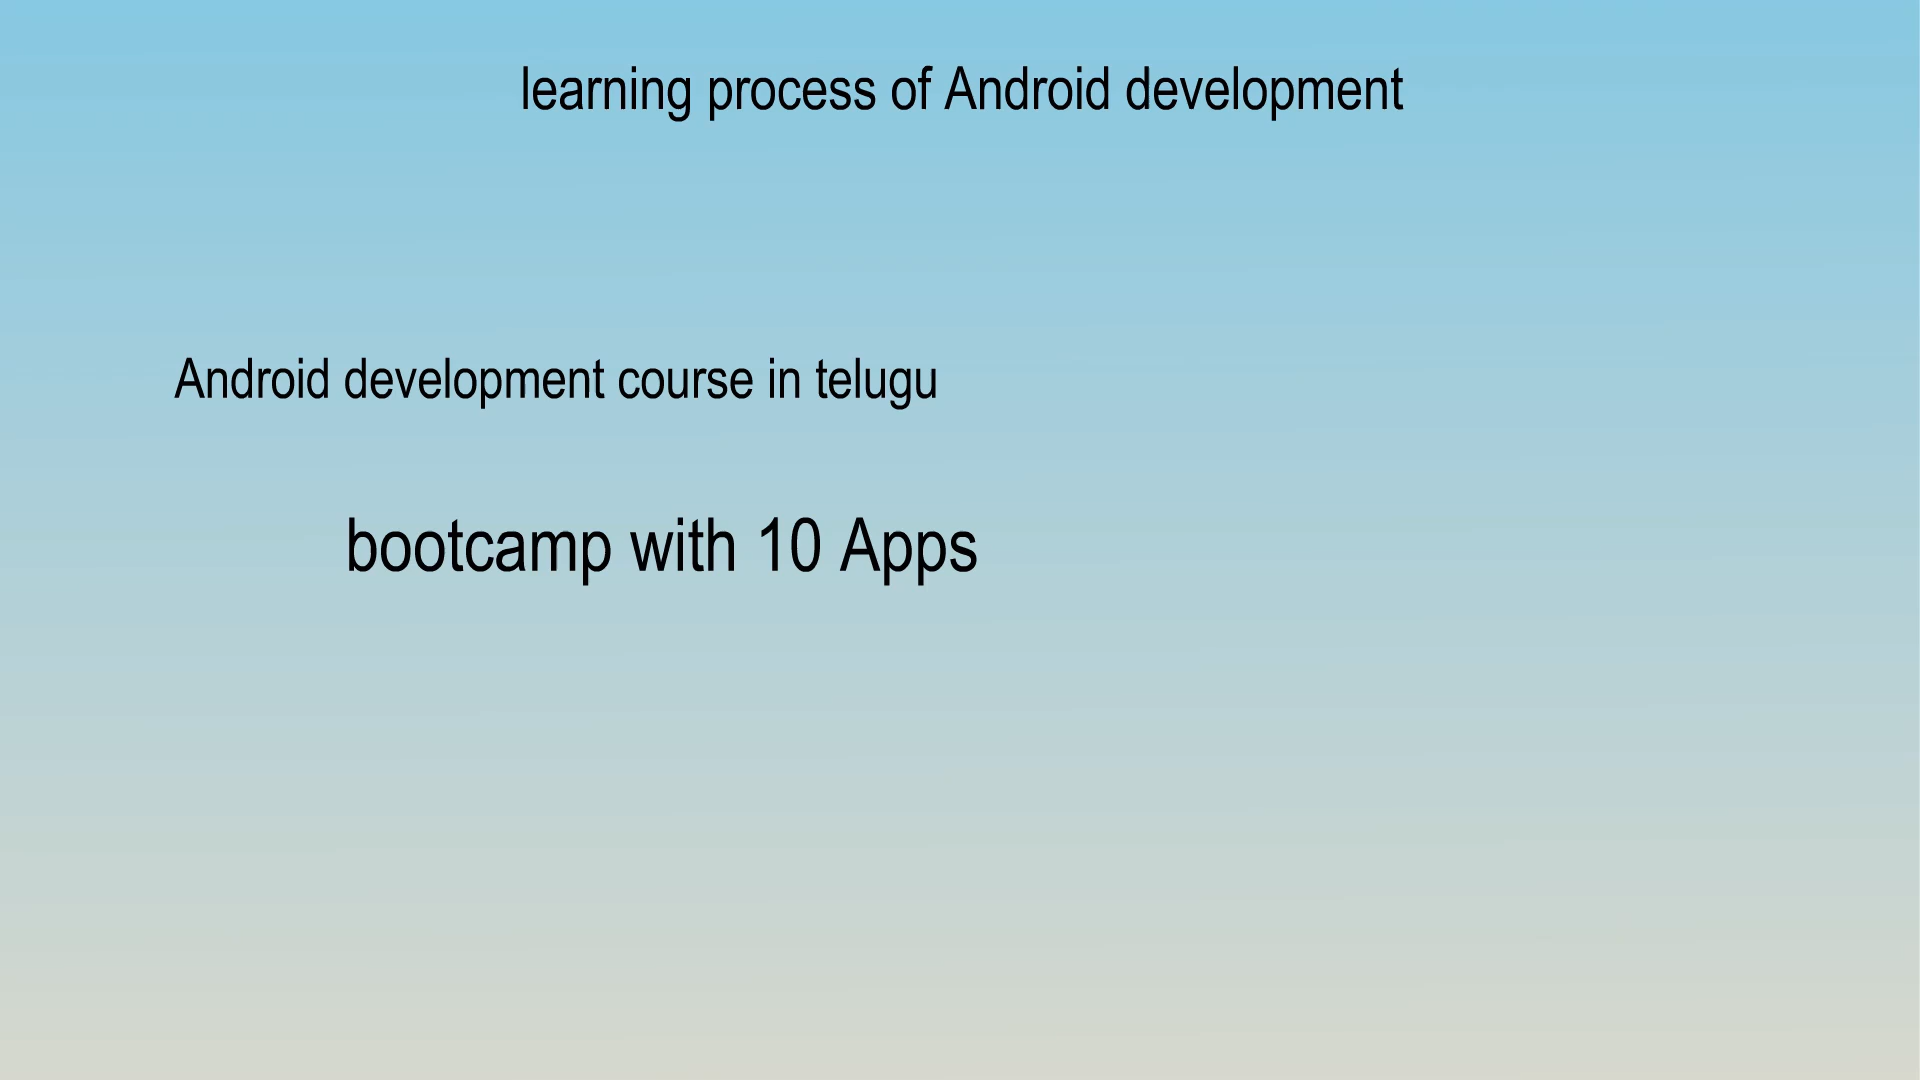 learning process of Android development
Android development course in telugu
bootcamp with 10 Apps